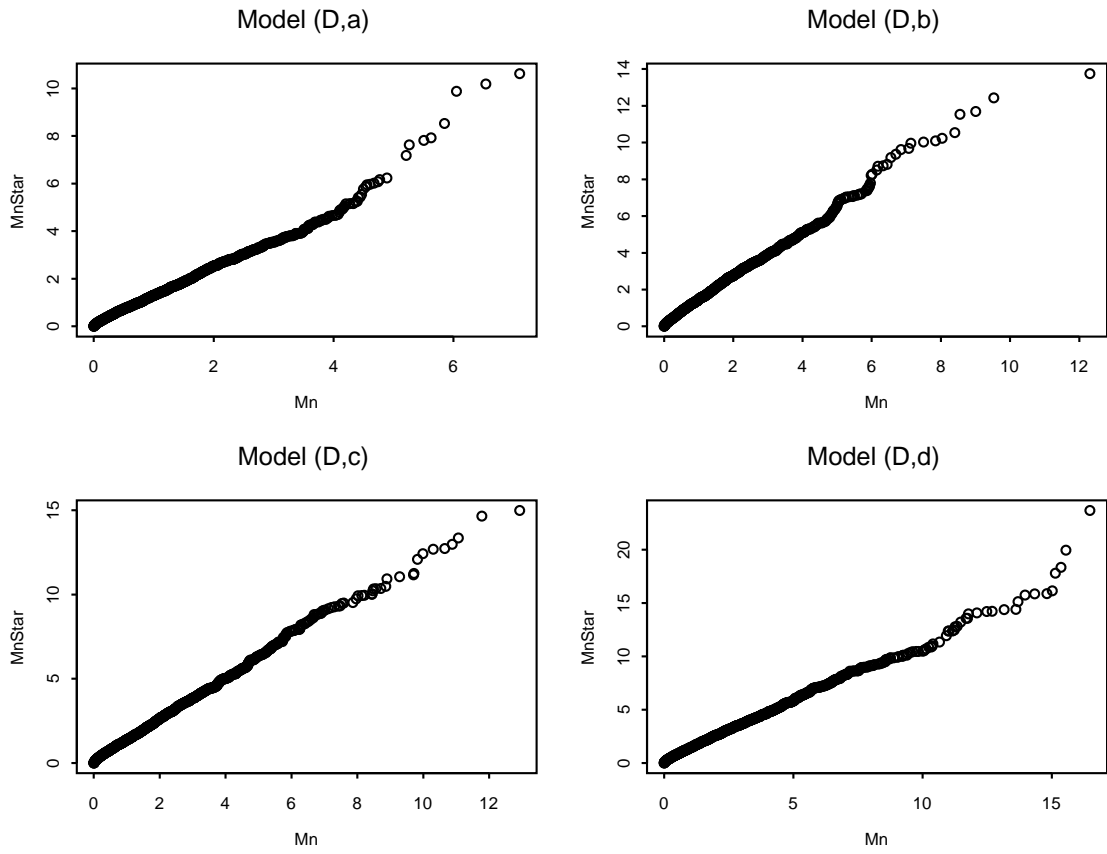 Model (D,a)
MnStar
0 2 4 6 8 10
0 2 4 6
Mn
Model (D,b)
MnStar
0 2 4 6 8 10 12 14
0 2 4 6 8 10 12
Mn
Model (D,c)
MnStar
0 5 10 15
0 2 4 6 8 10 12
Mn
Model (D,d)
MnStar
0 5 10 15 20
0 5 10 15
Mn